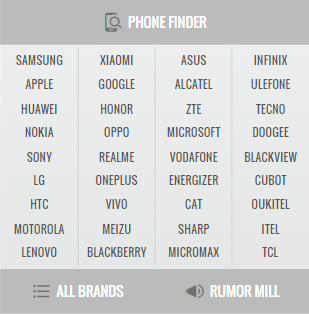 PHONE FINDER
SAMSUNG XIAOMI ASUS INFINIX
APPLE GOOGLE ALCATEL ULEFONE
HUAWEI HONOR ZTE TECNO
NOKIA OPPO MICROSOFT DOOGEE
SONY REALME VODAFONE BLACKVIEW
LG ONEPLUS ENERGIZER CUBOT
HTC VIVO CAT OUKITEL
MOTOROLA MEIZU SHARP ITEL
LENOVO BLACKBERRY MICROMAX TCL
ALL BRANDS RUMOR MILL